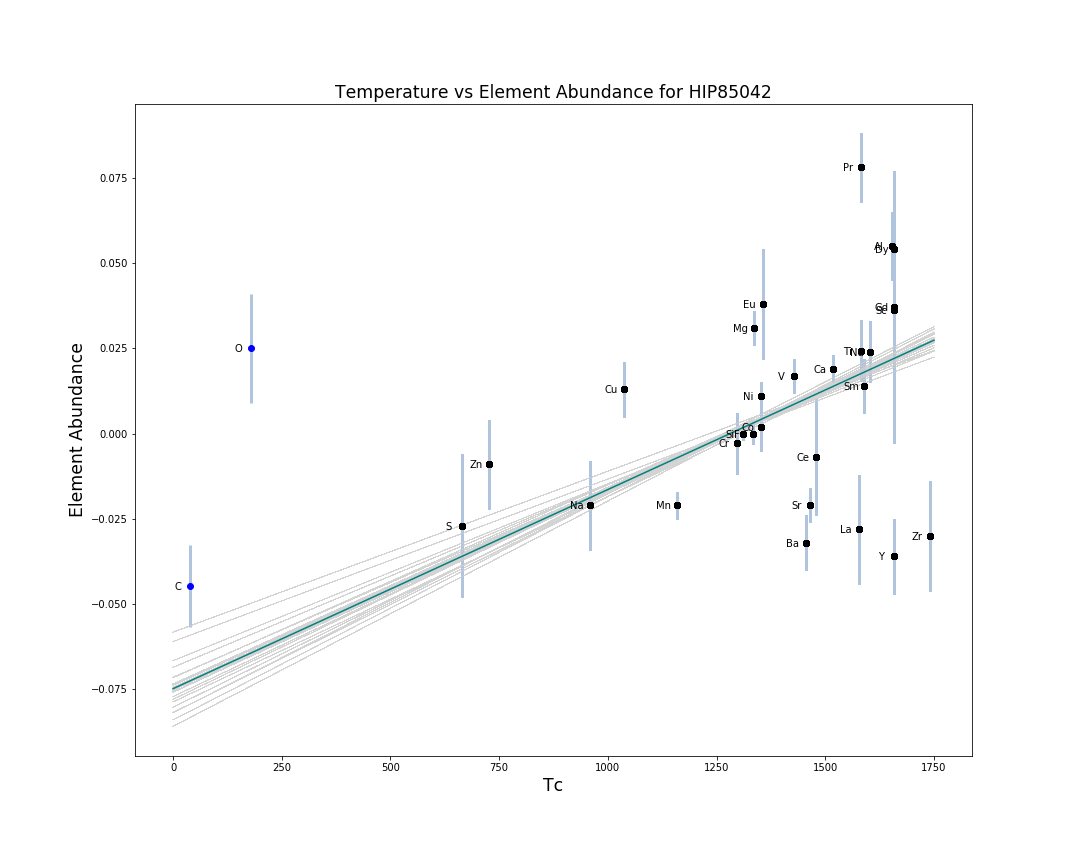 Temperature vs Element Abundance for HIP85042
Element Abundance
0.075
0.050
0.025
0.000
−0.025
−0.050
−0.075
Pr
Al
Dy
Gd
Sc
Eu
Mg
O
Ti
Ca
V
Sm
Cu
Ni
Co
Si
Cr
Ce
Zn
Na
Mn
Sr
S
La
Zr
Ba
Y
C
0
250
500
750
1000
1250
1500
1750
Tc